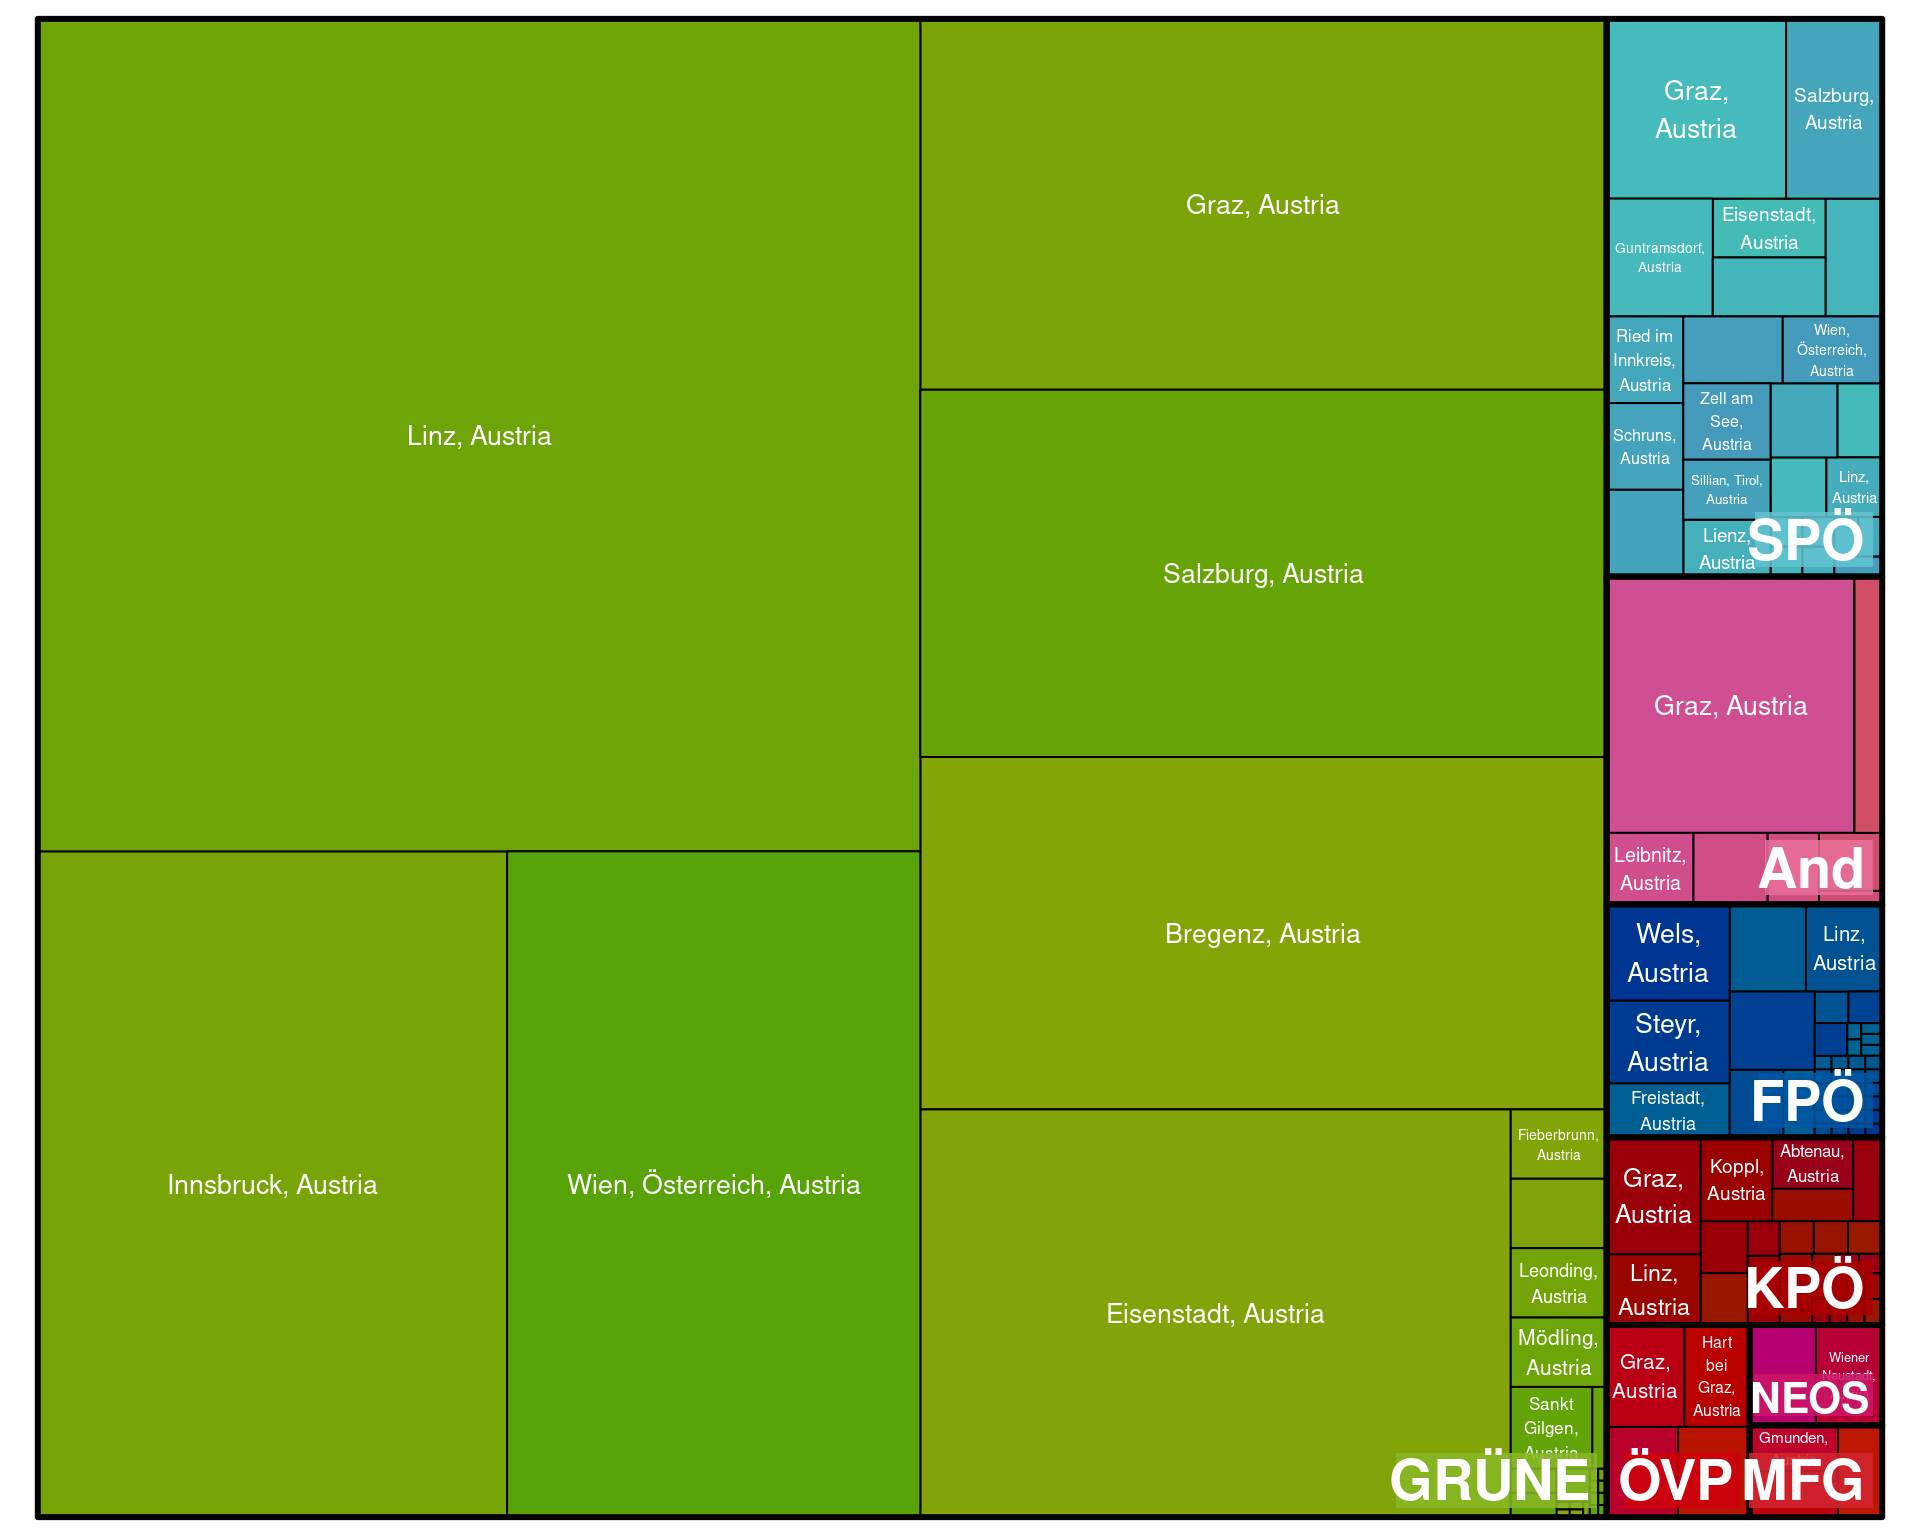 Linz, Austria
Innsbruck, Austria
Wien, Österreich, Austria
Graz, Austria
Salzburg, Austria
Bregenz, Austria
Eisenstadt, Austria
Fieberbrunn,
Austria
Leonding,
Austria
Mödling,
Austria
Sankt
Gilgen,
Austria
GRÜNE
Graz,
Austria
Salzburg,
Austria
Guntramsdorf,
Austria
Eisenstadt,
Austria
Ried im
Innkreis,
Austria
Wien,
Österreich,
Austria
Schruns,
Austria
Zell am
See,
Austria
Sillian, Tirol,
Austria
Linz,
Austria
Lienz,
Austria
SPÖ
Graz, Austria
Leibnitz,
Austria
And
Wels,
Austria
Linz,
Austria
Steyr,
Austria
Freistadt,
Austria
FPÖ
Graz,
Austria
Koppl,
Austria
Abtenau,
Austria
Linz,
Austria
KPÖ
Graz,
Austria
Hart
bei
Graz,
Austria
ÖVP
Wiener
Neustadt,
NEOS
Gmunden,
MFG